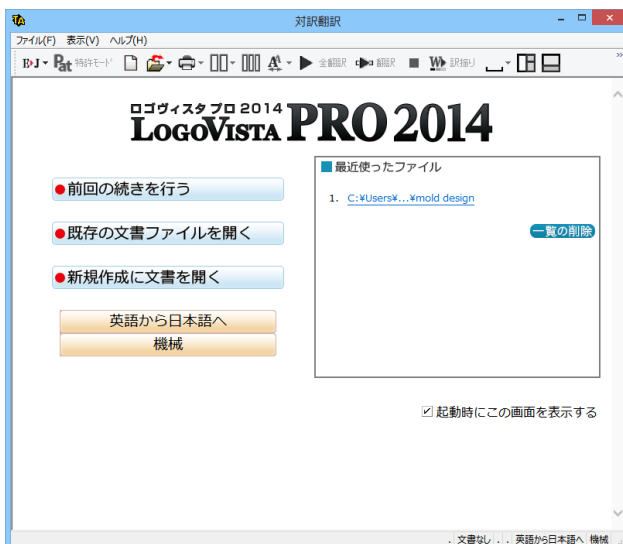 対訳翻訳
ファイル(F) 表示(V) ヘルプ(H)
E▸J Pat 特許モード 全翻訳 翻訳 W 訳振り »
ロゴヴィスタ プロ 2014
LOGOVISTA PRO 2014
●前回の続きを行う
●既存の文書ファイルを開く
●新規作成に文書を開く
英語から日本語へ
機械
最近使ったファイル
1. C:¥Users¥...¥mold design
一覧の削除
起動時にこの画面を表示する
. 文書なし . . 英語から日本語へ 機械